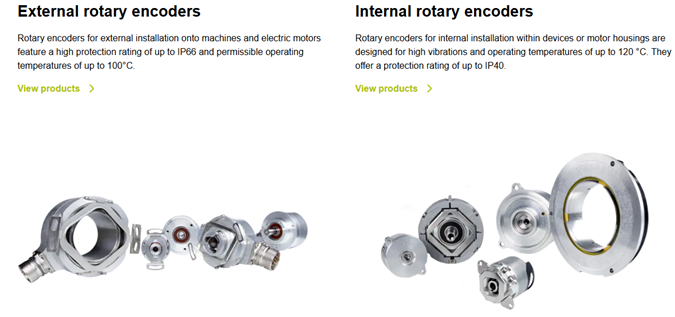 External rotary encoders
Rotary encoders for external installation onto machines and electric motors
feature a high protection rating of up to IP66 and permissible operating
temperatures of up to 100°C.
View products
Internal rotary encoders
Rotary encoders for internal installation within devices or motor housings are
designed for high vibrations and operating temperatures of up to 120 °C. They
offer a protection rating of up to IP40.
View products